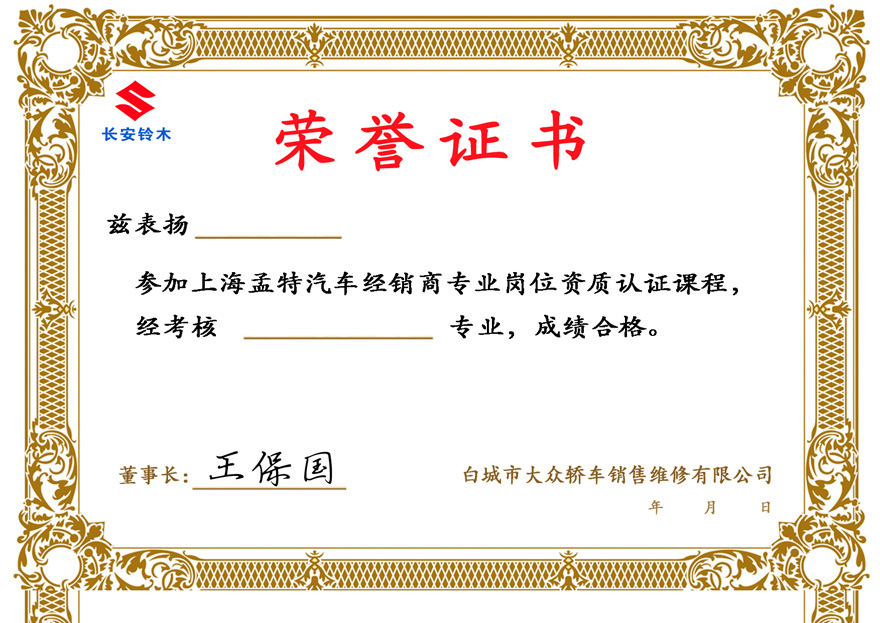 长安铃木
荣誉证书
兹表扬
参加上海孟特汽车经销商专业岗位资质认证课程，
经考核 专业，成绩合格。
董事长：王保国
白城市大众轿车销售维修有限公司
年 月 日